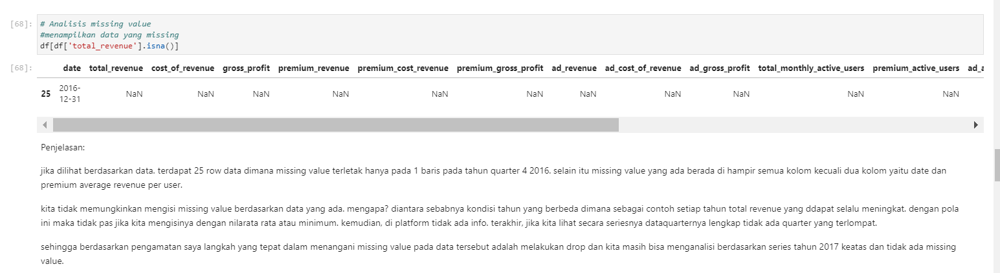 [68]: # Analisis missing value
#menampilkan data yang missing
df[df['total_revenue'].isna()]
[68]: date total_revenue cost_of_revenue gross_profit premium_revenue premium_cost_revenue premium_gross_profit ad_revenue ad_cost_of_revenue ad_gross_profit total_monthly_active_users premium_active_users
25 2016-12-31 NaN NaN NaN NaN NaN NaN NaN NaN NaN NaN NaN
Penjelasan:
jika dilihat berdasarkan data. terdapat 25 row data dimana missing value terletak hanya pada 1 baris pada tahun quarter 4 2016. selain itu missing value yang ada berada di hampir semua kolom kecuali dua kolom yaitu date dan
premium average revenue per user.
kita tidak memungkinkan mengisi missing value berdasarkan data yang ada. mengapa? diantara sebabnya kondisi tahun yang berbeda dimana sebagai contoh setiap tahun total revenue yang ddapat selalu meningkat. dengan pola
ini maka tidak pas jika kita mengisinya dengan nilarata rata atau minimum. kemudian, di platform tidak ada info. terakhir, jika kita lihat secara seriesnya dataquarternya lengkap tidak ada quarter yang terlompat.
sehingga berdasarkan pengamatan saya langkah yang tepat dalam menangani missing value pada data tersebut adalah melakukan drop dan kita masih bisa menganalisi berdasarkan series tahun 2017 keatas dan tidak ada missing
value.